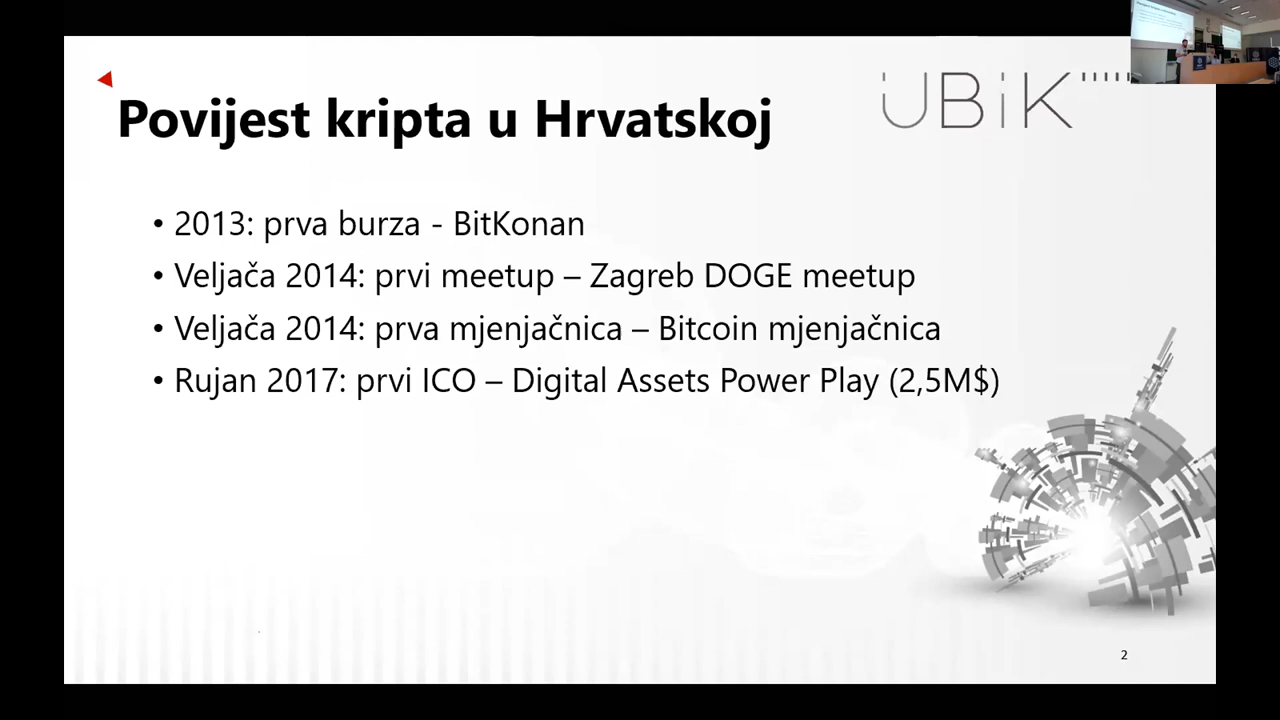 UBiK
Povijest kripta u Hrvatskoj
• 2013: prva burza - BitKonan
• Veljača 2014: prvi meetup – Zagreb DOGE meetup
• Veljača 2014: prva mjenjačnica – Bitcoin mjenjačnica
• Rujan 2017: prvi ICO – Digital Assets Power Play (2,5M$)
2